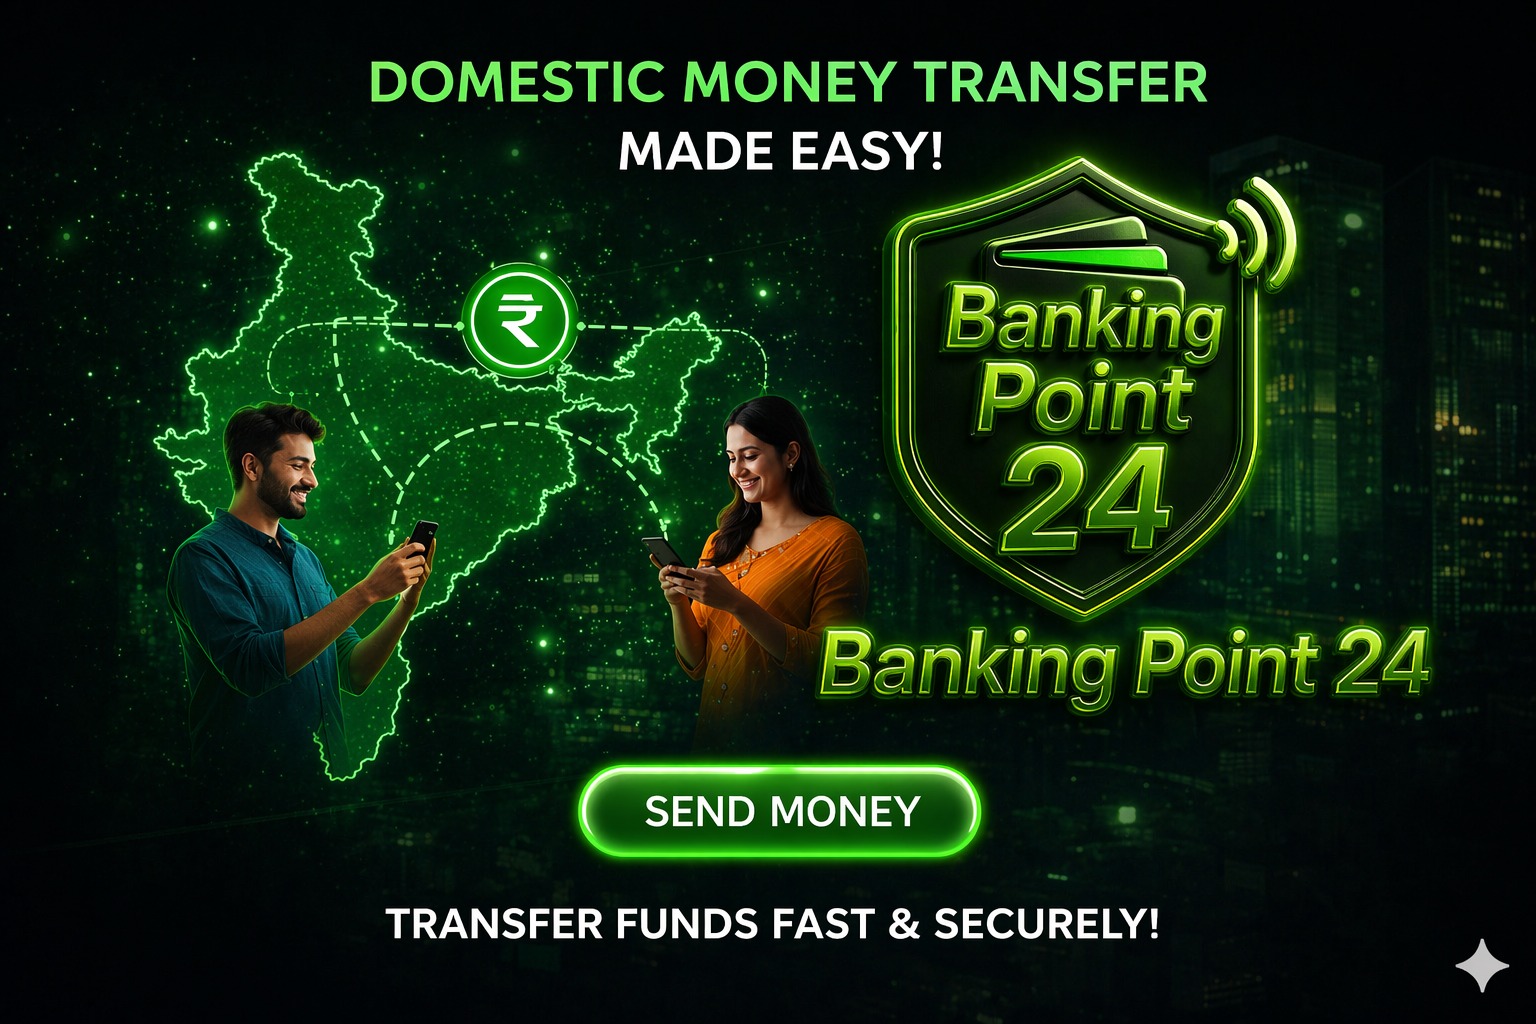 DOMESTIC MONEY TRANSFER
MADE EASY!
₹
Banking
Point
24
Banking Point 24
SEND MONEY
TRANSFER FUNDS FAST & SECURELY!